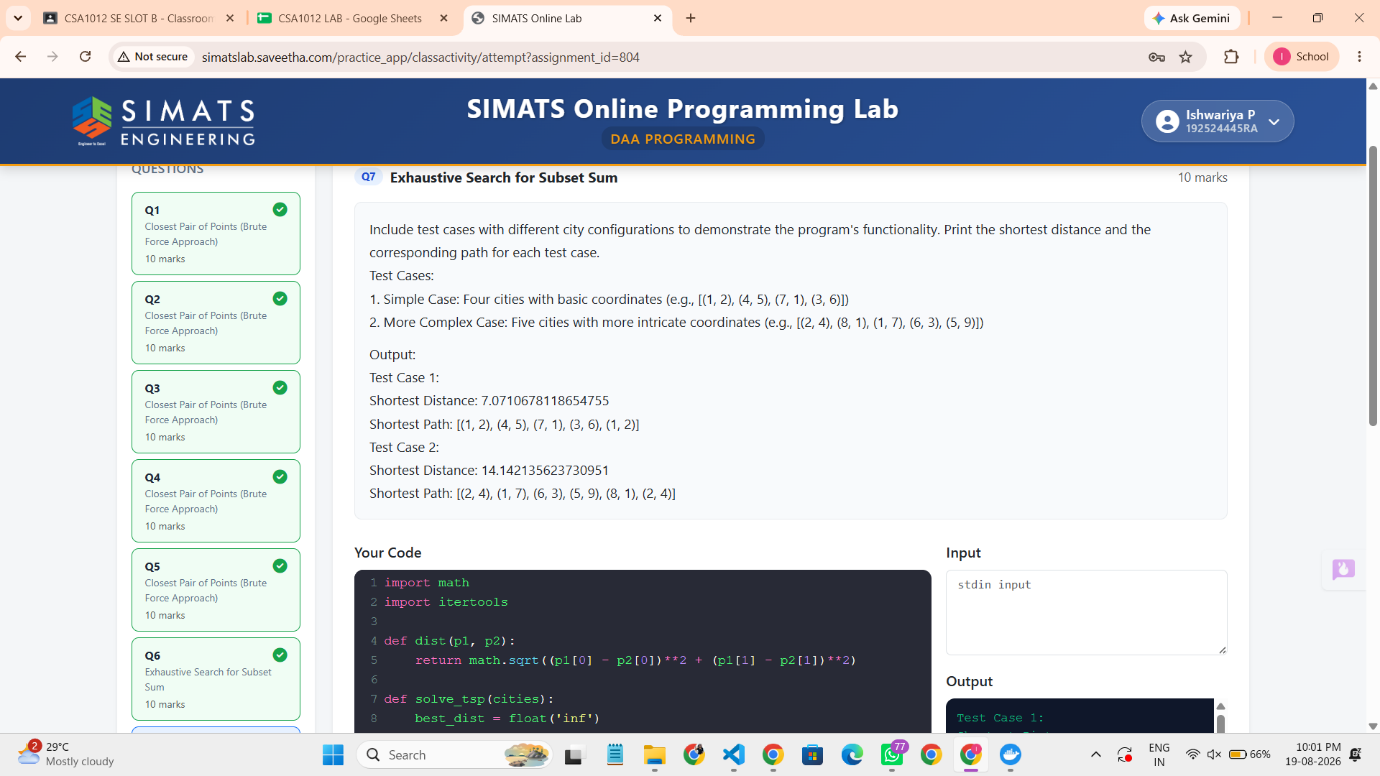 CSA1012 SE SLOT B - Classroom
CSA1012 LAB - Google Sheets
SIMATS Online Lab
Ask Gemini
Not secure
simatslab.saveetha.com/practice_app/classactivity/attempt?assignment_id=804
I School
SIMATS
ENGINEERING
Engineer to Excel
SIMATS Online Programming Lab
DAA PROGRAMMING
Ishwariya P
192524445RA
QUESTIONS
Q1
Closest Pair of Points (Brute
Force Approach)
10 marks
Q2
Closest Pair of Points (Brute
Force Approach)
10 marks
Q3
Closest Pair of Points (Brute
Force Approach)
10 marks
Q4
Closest Pair of Points (Brute
Force Approach)
10 marks
Q5
Closest Pair of Points (Brute
Force Approach)
10 marks
Q6
Exhaustive Search for Subset
Sum
10 marks
Q7 Exhaustive Search for Subset Sum 10 marks
Include test cases with different city configurations to demonstrate the program's functionality. Print the shortest distance and the
corresponding path for each test case.
Test Cases:
1. Simple Case: Four cities with basic coordinates (e.g., [(1, 2), (4, 5), (7, 1), (3, 6)])
2. More Complex Case: Five cities with more intricate coordinates (e.g., [(2, 4), (8, 1), (1, 7), (6, 3), (5, 9)])
Output:
Test Case 1:
Shortest Distance: 7.0710678118654755
Shortest Path: [(1, 2), (4, 5), (7, 1), (3, 6), (1, 2)]
Test Case 2:
Shortest Distance: 14.142135623730951
Shortest Path: [(2, 4), (1, 7), (6, 3), (5, 9), (8, 1), (2, 4)]
Your Code
1 import math
2 import itertools
3
4 def dist(p1, p2):
5     return math.sqrt((p1[0] - p2[0])**2 + (p1[1] - p2[1])**2)
6
7 def solve_tsp(cities):
8     best_dist = float('inf')
Input
stdin input
Output
Test Case 1:
2
29°C
Mostly cloudy
Search
77
ENG
IN
66%
10:01 PM
19-08-2026